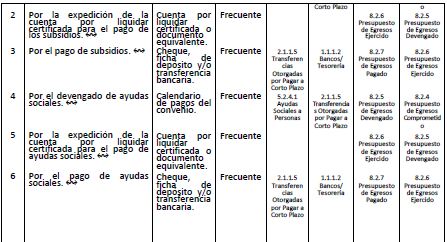 Corto Plazo o
2 Por la expedición de la cuenta por liquidar certificada para el pago de los subsidios. Cuenta por liquidar certificada o documento equivalente. Frecuente 8.2.6 Presupuesto de Egresos Ejercido 8.2.5 Presupuesto de Egresos Devengado
3 Por el pago de subsidios. Cheque, ficha de depósito y/o transferencia bancaria. Frecuente 2.1.1.5 Transferen cias Otorgadas por Pagar a Corto Plazo 1.1.1.2 Bancos/ Tesorería 8.2.7 Presupuesto de Egresos Pagado 8.2.6 Presupuesto de Egresos Ejercido
4 Por el devengado de ayudas sociales. Calendario de pagos del convenio. Frecuente 5.2.4.1 Ayudas Sociales a Personas 2.1.1.5 Transferencia s Otorgadas por Pagar a Corto Plazo 8.2.5 Presupuesto de Egresos Devengado 8.2.4 Presupuesto de Egresos Comprometid o
5 Por la expedición de la cuenta por liquidar certificada para el pago de ayudas sociales. Cuenta por liquidar certificada o documento equivalente. Frecuente 8.2.6 Presupuesto de Egresos Ejercido 8.2.5 Presupuesto de Egresos Devengado
6 Por el pago de ayudas sociales. Cheque, ficha de depósito y/o transferencia bancaria. Frecuente 2.1.1.5 Transferen cias Otorgadas por Pagar a Corto Plazo 1.1.1.2 Bancos/ Tesorería 8.2.7 Presupuesto de Egresos Pagado 8.2.6 Presupuesto de Egresos Ejercido